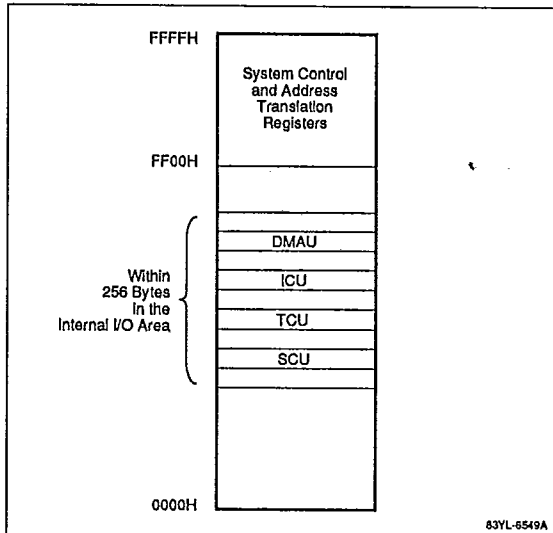 FFFFH
System Control
and Address
Translation
Registers
FF00H
DMAU
ICU
TCU
SCU
Within
256 Bytes
in the
Internal I/O Area
0000H
83YL-6549A